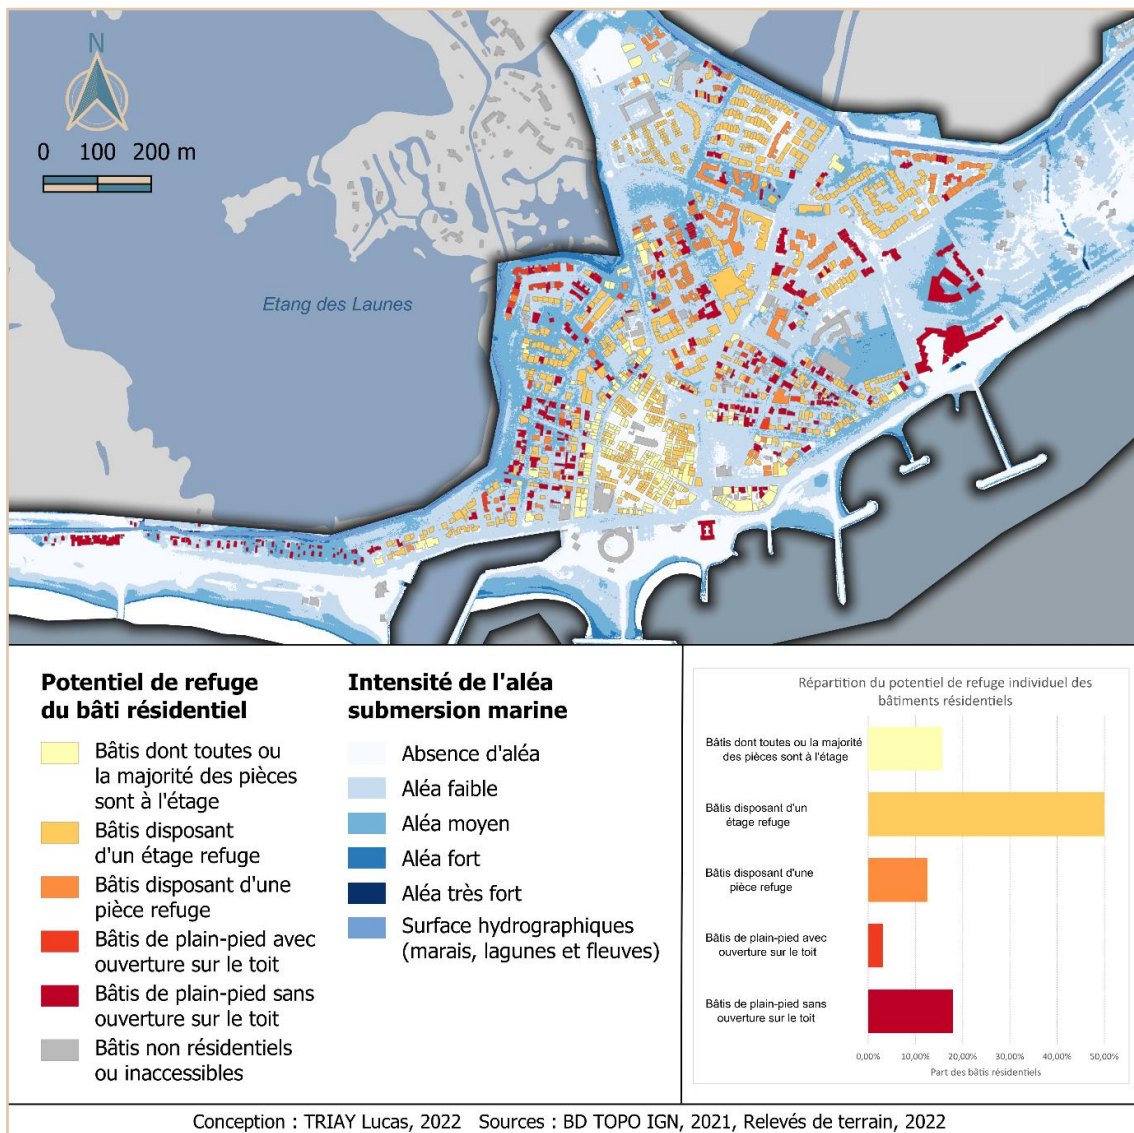 N
0 100 200 m
Etang des Launes
Potentiel de refuge
du bâti résidentiel
Bâtis dont toutes ou
la majorité des pièces
sont à l'étage
Bâtis disposant
d'un étage refuge
Bâtis disposant d'une
pièce refuge
Bâtis de plain-pied avec
ouverture sur le toit
Bâtis de plain-pied sans
ouverture sur le toit
Bâtis non résidentiels
ou inaccessibles
Intensité de l'aléa
submersion marine
Absence d'aléa
Aléa faible
Aléa moyen
Aléa fort
Aléa très fort
Surface hydrographiques
(marais, lagunes et fleuves)
Répartition du potentiel de refuge individuel des
bâtiments résidentiels
Bâtis dont toutes ou la majorité
des pièces sont à l'étage
Bâtis disposant d'un
étage refuge
Bâtis disposant d'une
pièce refuge
Bâtis de plain-pied avec
ouverture sur le toit
Bâtis de plain-pied sans
ouverture sur le toit
0,00% 10,00% 20,00% 30,00% 40,00% 50,00%
Part des bâtis résidentiels
Conception : TRIAY Lucas, 2022 Sources : BD TOPO IGN, 2021, Relevés de terrain, 2022